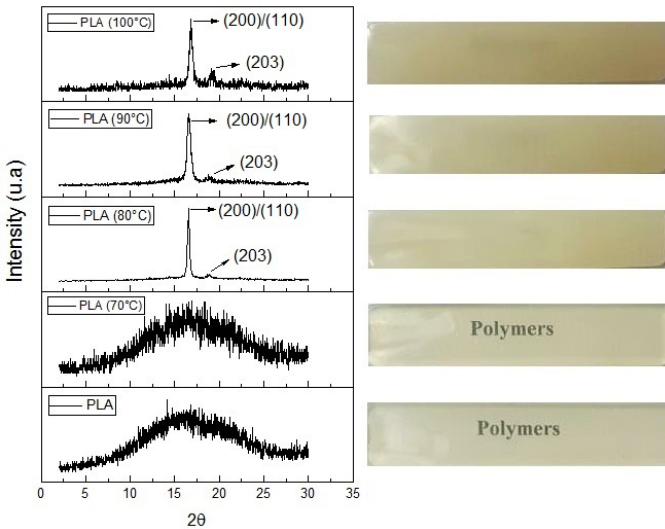 PLA (100°C)
(200)/(110)
(203)
PLA (90°C)
(200)/(110)
(203)
PLA (80°C)
(200)/(110)
(203)
PLA (70°C)
Polymers
PLA
Polymers
Intensity (u.a)
0 5 10 15 20 25 30 35
2θ